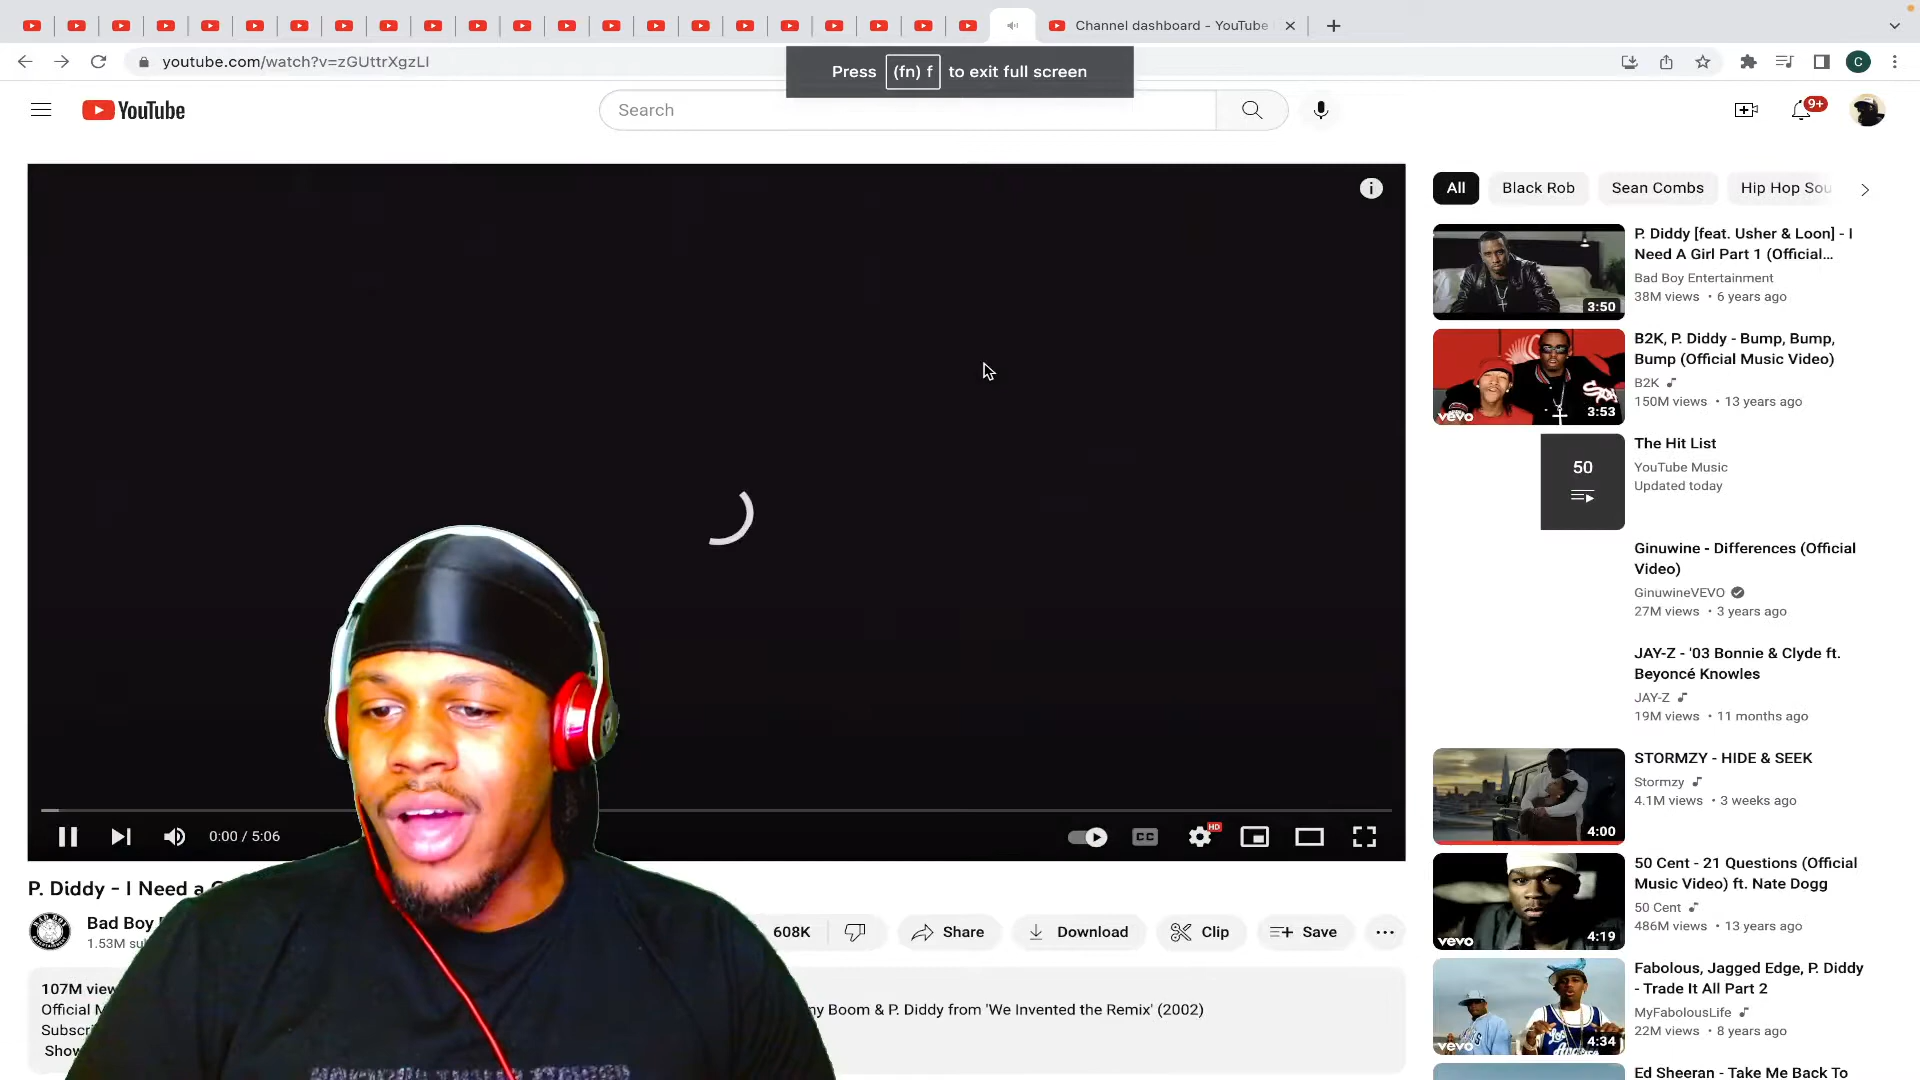 Channel dashboard - YouTube
youtube.com/watch?v=zGUttrXgzLI
C
Press (fn) f to exit full screen
YouTube
Search
9+
All
Black Rob
Sean Combs
Hip Hop Sou
P. Diddy [feat. Usher & Loon] - I
Need A Girl Part 1 (Official...
Bad Boy Entertainment
38M views • 6 years ago
3:50
B2K, P. Diddy - Bump, Bump,
Bump (Official Music Video)
B2K
150M views • 13 years ago
vevo
3:53
50
The Hit List
YouTube Music
Updated today
Ginuwine - Differences (Official
Video)
GinuwineVEVO
27M views • 3 years ago
JAY-Z - '03 Bonnie & Clyde ft.
Beyoncé Knowles
JAY-Z
19M views • 11 months ago
STORMZY - HIDE & SEEK
Stormzy
4.1M views • 3 weeks ago
4:00
50 Cent - 21 Questions (Official
Music Video) ft. Nate Dogg
50 Cent
486M views • 13 years ago
vevo
4:19
Fabolous, Jagged Edge, P. Diddy
- Trade It All Part 2
MyFabolousLife
22M views • 8 years ago
vevo
4:34
Ed Sheeran - Take Me Back To
0:00 / 5:06
CC
HD
P. Diddy - I Need a
Bad Boy
1.53M
608K
Share
Download
Clip
Save
107M
Official
Boom & P. Diddy from 'We Invented the Remix' (2002)
Show